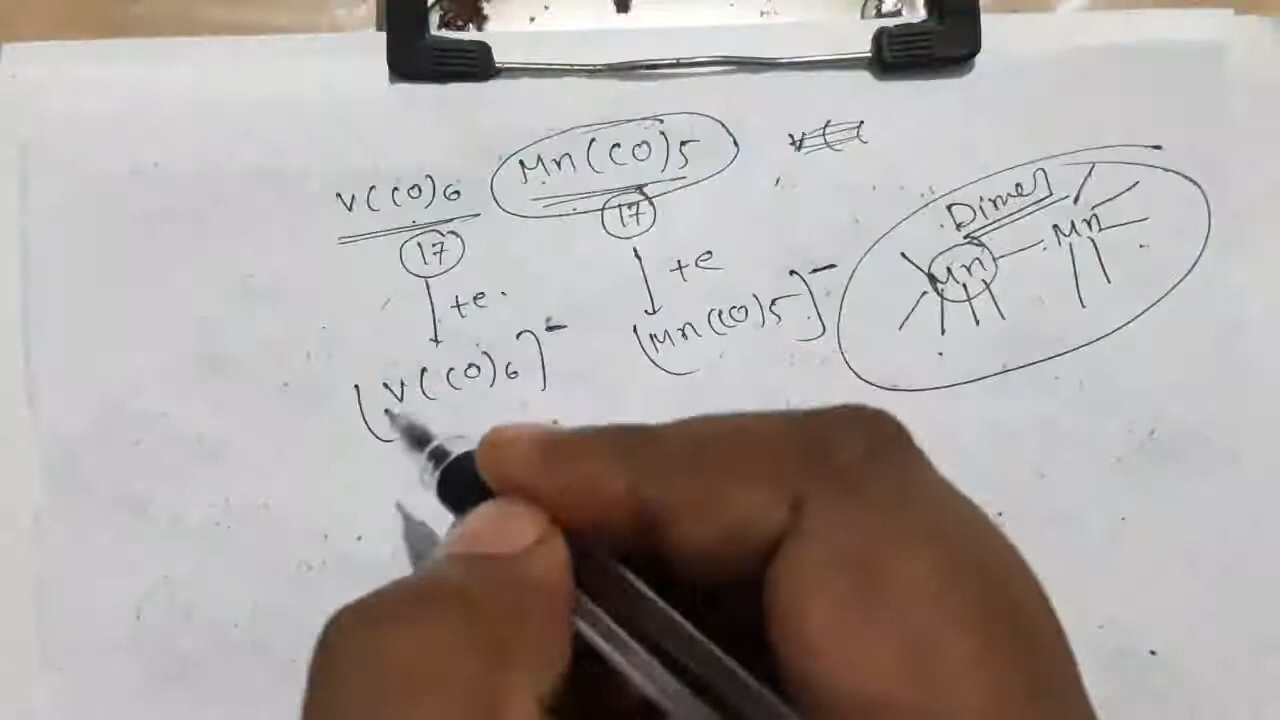 V(CO)6 Mn(CO)5
17 17
+e. +e
[V(CO)6]⁻ [Mn(CO)5]⁻
Dimer
Mn — Mn